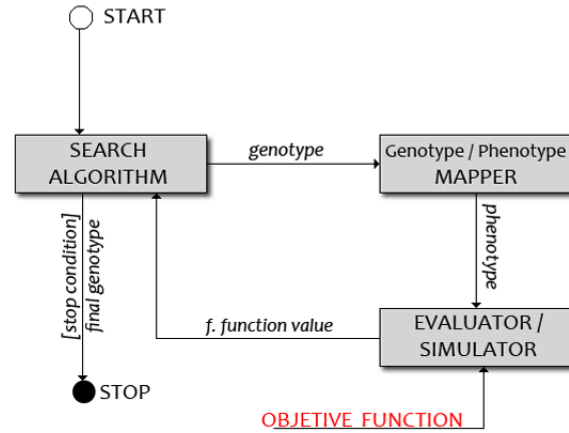 START
SEARCH
ALGORITHM
genotype
Genotype / Phenotype
MAPPER
[stop condition]
final genotype
phenotype
f. function value
EVALUATOR /
SIMULATOR
STOP
OBJETIVE FUNCTION